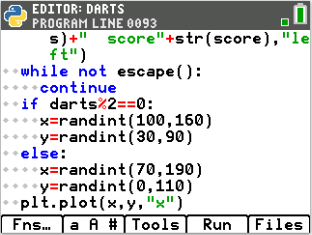 EDITOR: DARTS
PROGRAM LINE 0093
s)+"  score"+str(score),"le
ft")
while not escape():
continue
if darts%2==0:
x=randint(100,160)
y=randint(30,90)
else:
x=randint(70,190)
y=randint(0,110)
plt.plot(x,y,"x")
Fns… a A # Tools Run Files